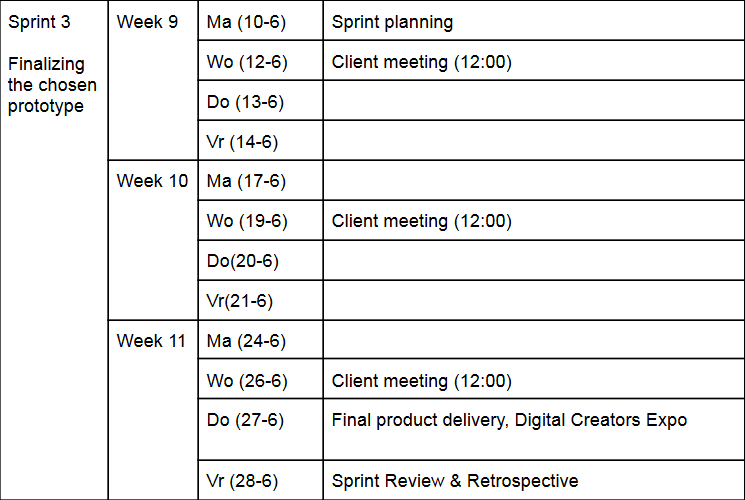 Sprint 3
Finalizing
the chosen
prototype
Week 9
Ma (10-6)
Sprint planning
Wo (12-6)
Client meeting (12:00)
Do (13-6)
Vr (14-6)
Week 10
Ma (17-6)
Wo (19-6)
Client meeting (12:00)
Do(20-6)
Vr(21-6)
Week 11
Ma (24-6)
Wo (26-6)
Client meeting (12:00)
Do (27-6)
Final product delivery, Digital Creators Expo
Vr (28-6)
Sprint Review & Retrospective